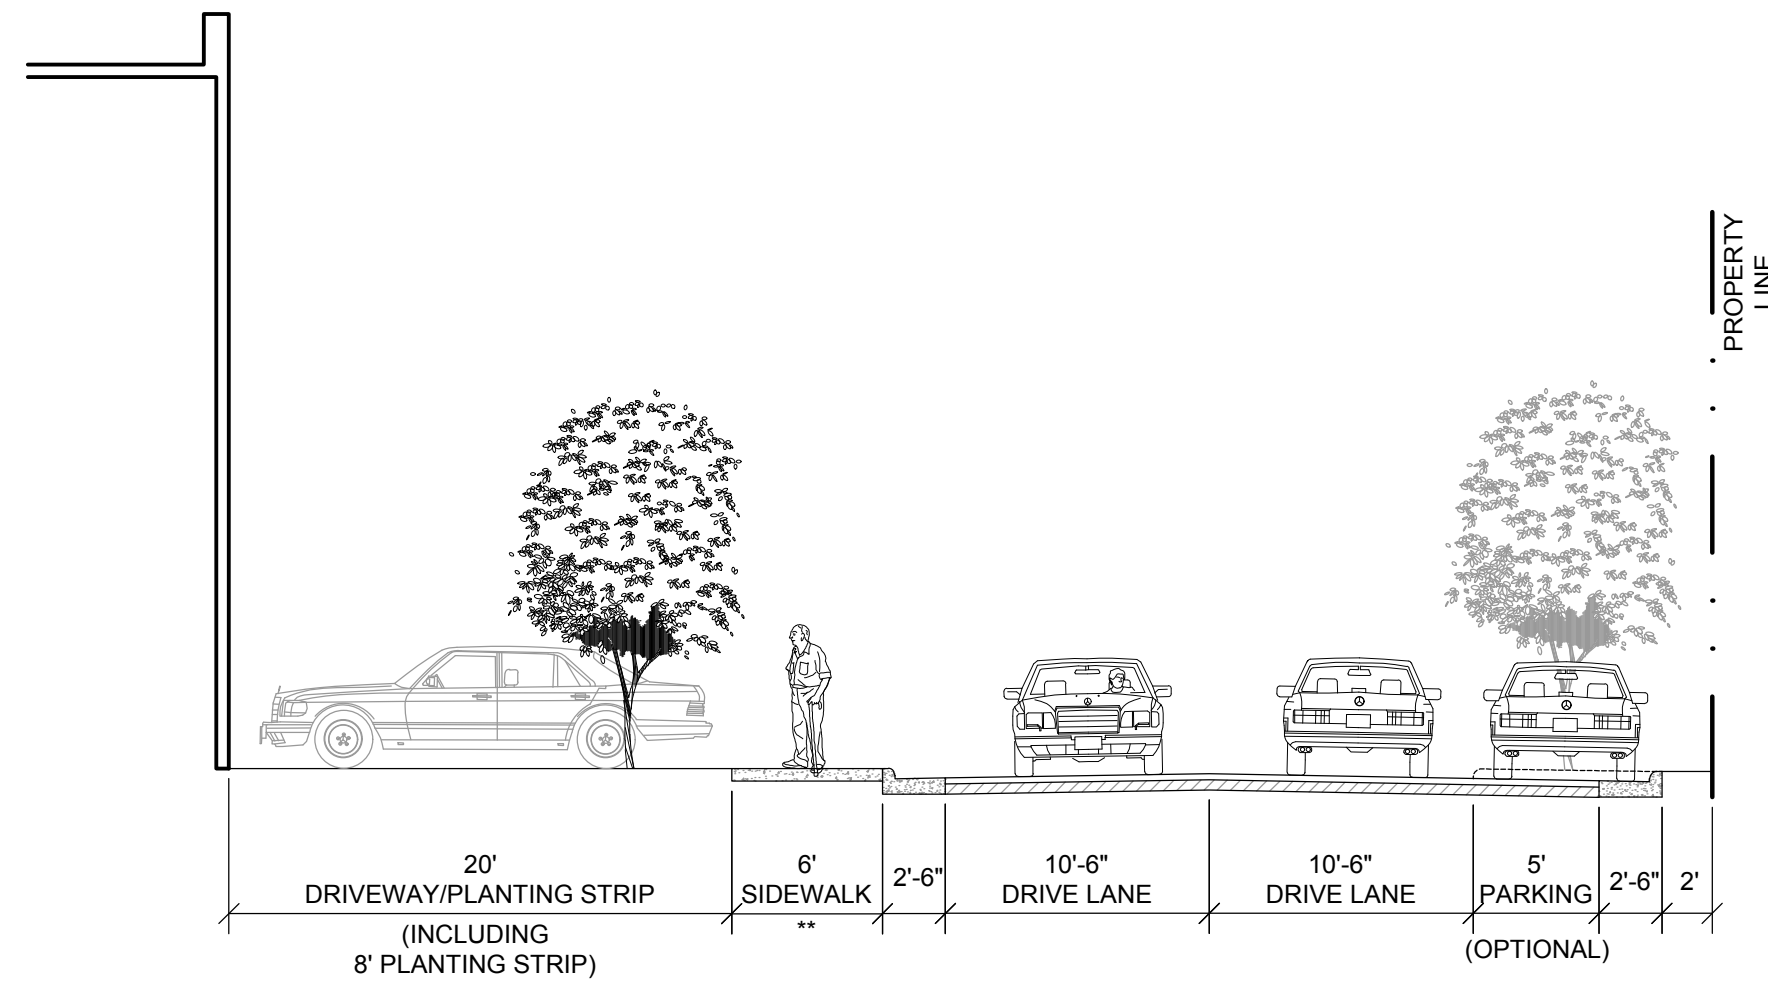 PROPERTY
LINE
20'
DRIVEWAY/PLANTING STRIP
(INCLUDING
8' PLANTING STRIP)
6'
SIDEWALK
**
2'-6"
10'-6"
DRIVE LANE
10'-6"
DRIVE LANE
5'
PARKING
(OPTIONAL)
2'-6"
2'